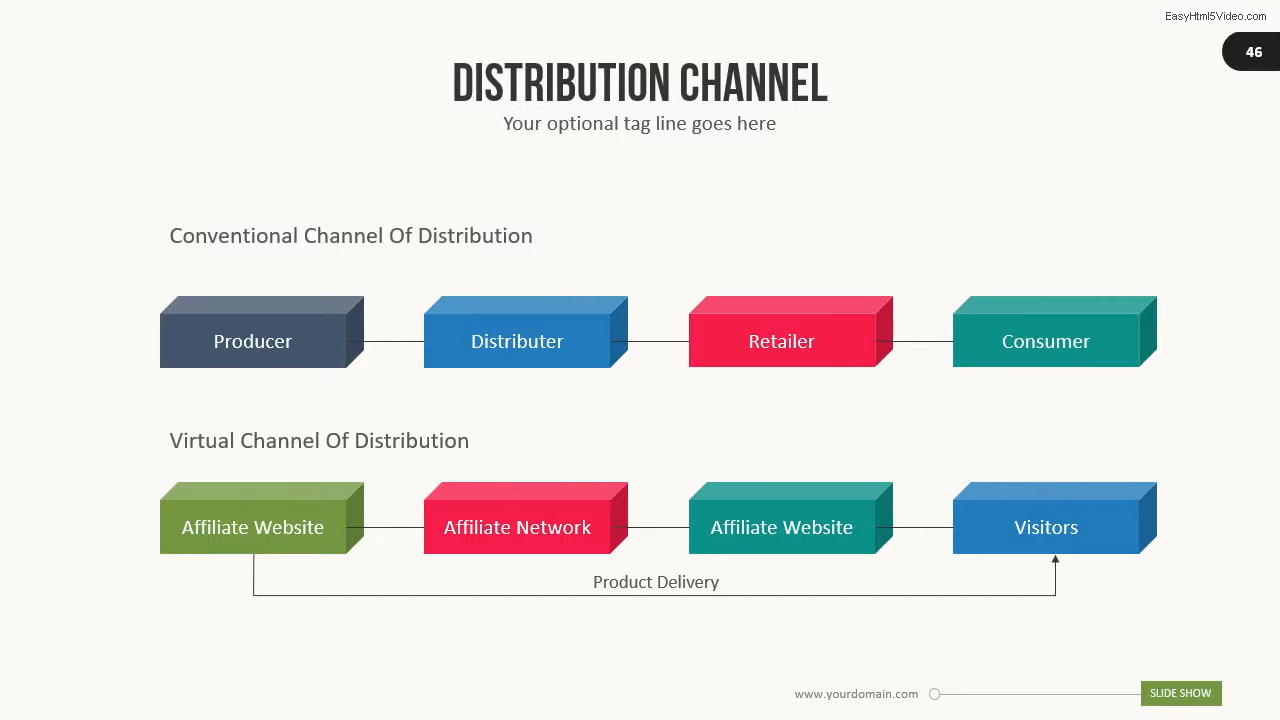 EasyHtml5Video.com
46
DISTRIBUTION CHANNEL
Your optional tag line goes here
Conventional Channel Of Distribution
Producer
Distributer
Retailer
Consumer
Virtual Channel Of Distribution
Affiliate Website
Affiliate Network
Affiliate Website
Visitors
Product Delivery
www.yourdomain.com
SLIDE SHOW